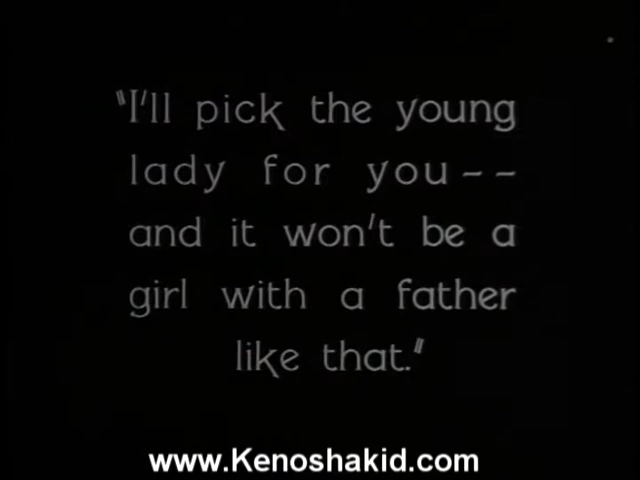 "I'll pick the young
lady for you--
and it won't be a
girl with a father
like that."
www.Kenoshakid.com